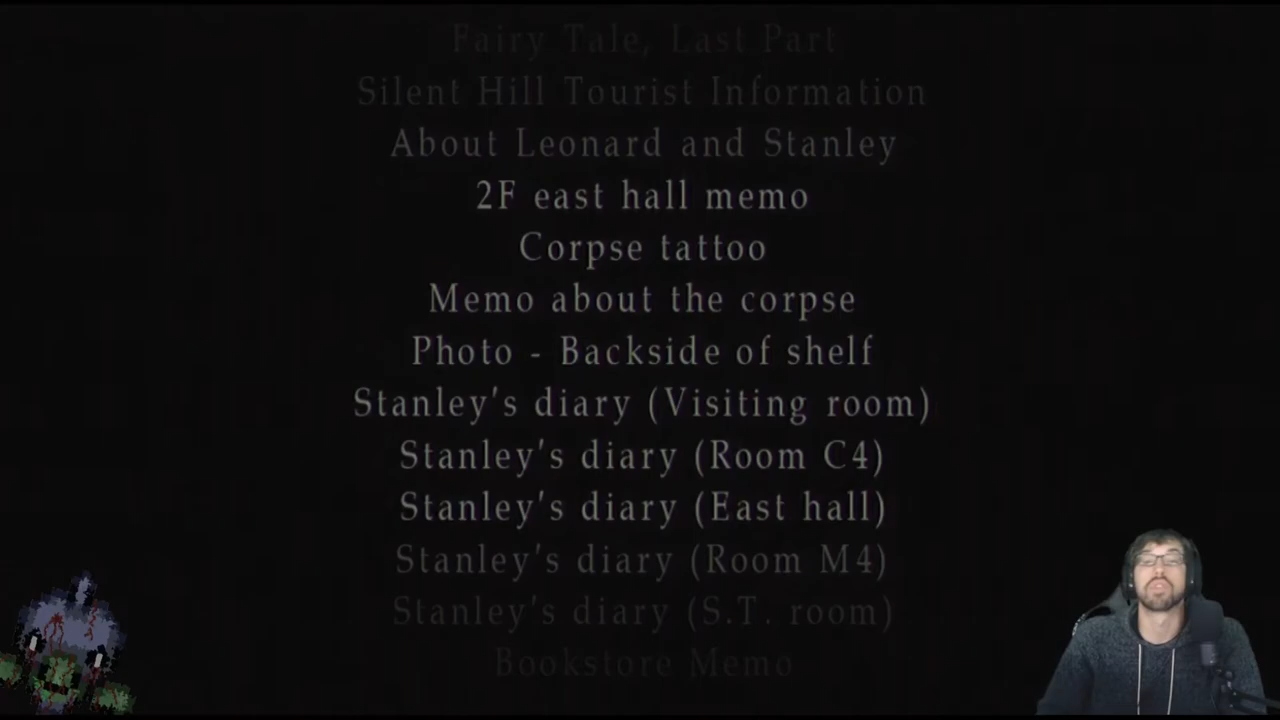 Fairy Tale, Last Part
Silent Hill Tourist Information
About Leonard and Stanley
2F east hall memo
Corpse tattoo
Memo about the corpse
Photo - Backside of shelf
Stanley's diary (Visiting room)
Stanley's diary (Room C4)
Stanley's diary (East hall)
Stanley's diary (Room M4)
Stanley's diary (S.T. room)
Bookstore Memo